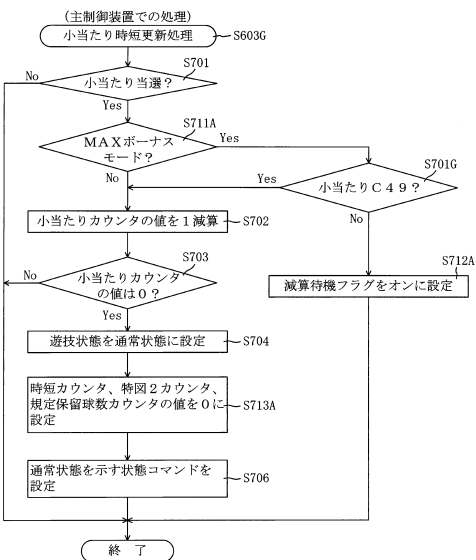 (主制御装置での処理)
小当たり時短更新処理
S603G
S701
小当たり当選？
No
Yes
S711A
MAXボーナス
モード？
Yes
No
S701G
小当たりC49？
Yes
No
小当たりカウンタの値を1減算
S702
S703
小当たりカウンタ
の値は0？
No
Yes
S712A
減算待機フラグをオンに設定
遊技状態を通常状態に設定
S704
時短カウンタ、特図2カウンタ、
規定保留球数カウンタの値を0に
設定
S713A
通常状態を示す状態コマンドを
設定
S706
終 了